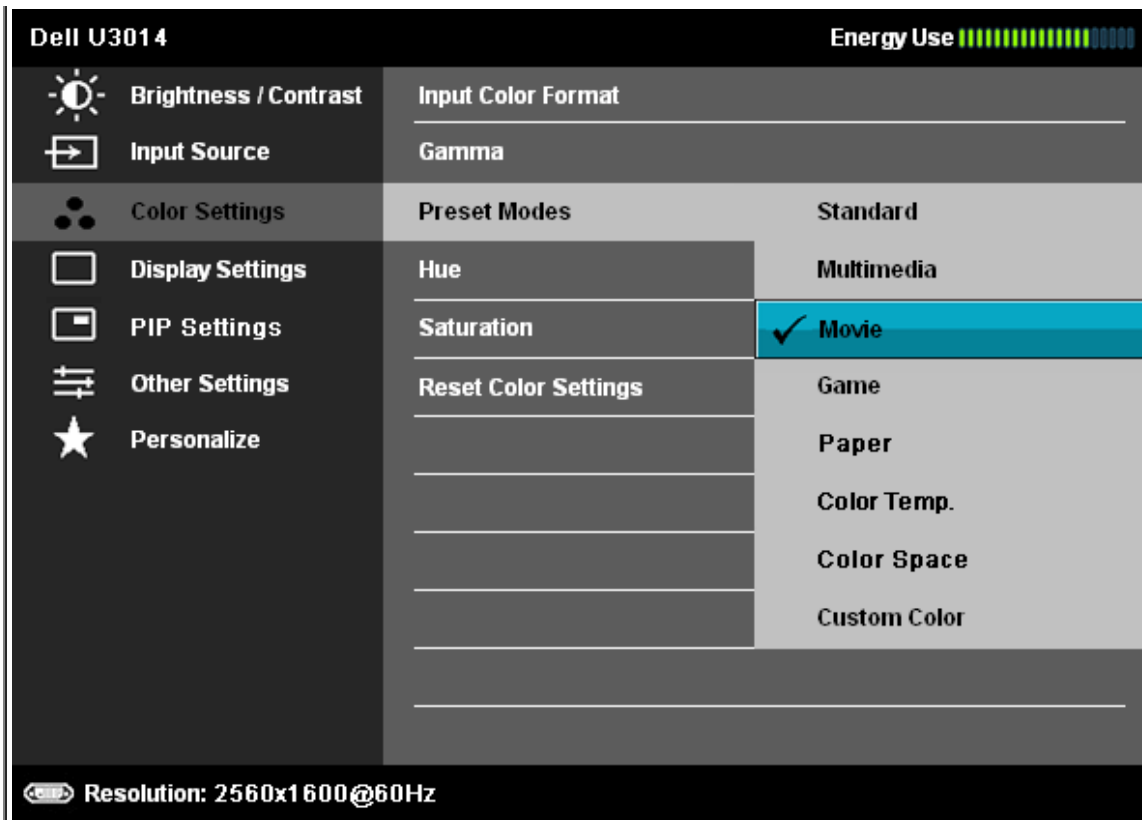 Dell U3014
Energy Use
Brightness / Contrast
Input Source
Color Settings
Display Settings
PIP Settings
Other Settings
Personalize
Input Color Format
Gamma
Preset Modes
Hue
Saturation
Reset Color Settings
Standard
Multimedia
Movie
Game
Paper
Color Temp.
Color Space
Custom Color
Resolution: 2560x1600@60Hz